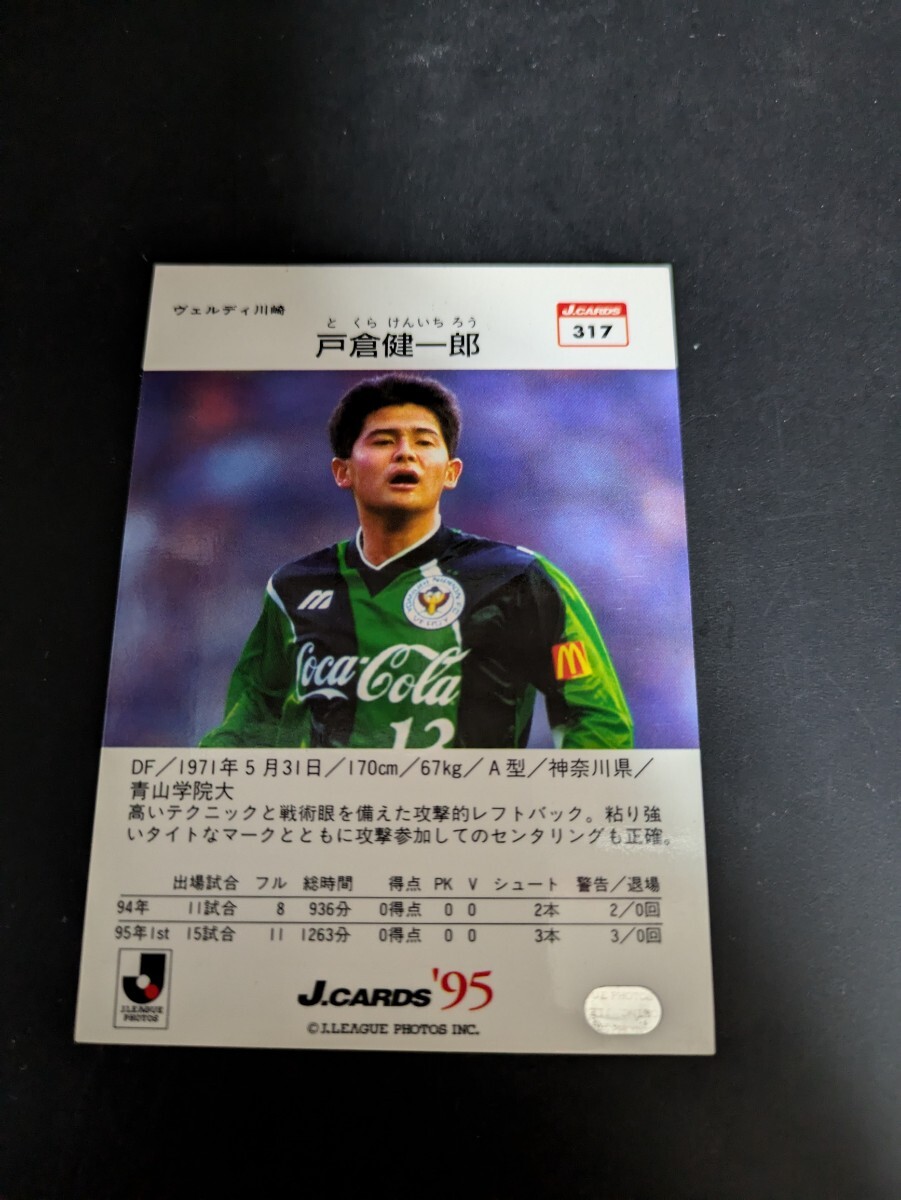 ヴェルディ川崎
と くら けんいち ろう
戸倉健一郎
J.CARDS
317
Coca-Cola
13
DF／1971年5月31日／170cm／67kg／A型／神奈川県／
青山学院大
高いテクニックと戦術眼を備えた攻撃的レフトバック。粘り強
いタイトなマークとともに攻撃参加してのセンタリングも正確。
出場試合 フル 総時間 得点 PK V シュート 警告／退場
94年 11試合 8 936分 0得点 0 0 2本 2／0回
95年1st 15試合 11 1263分 0得点 0 0 3本 3／0回
J.LEAGUE
PHOTOS
J.CARDS '95
©J.LEAGUE PHOTOS INC.